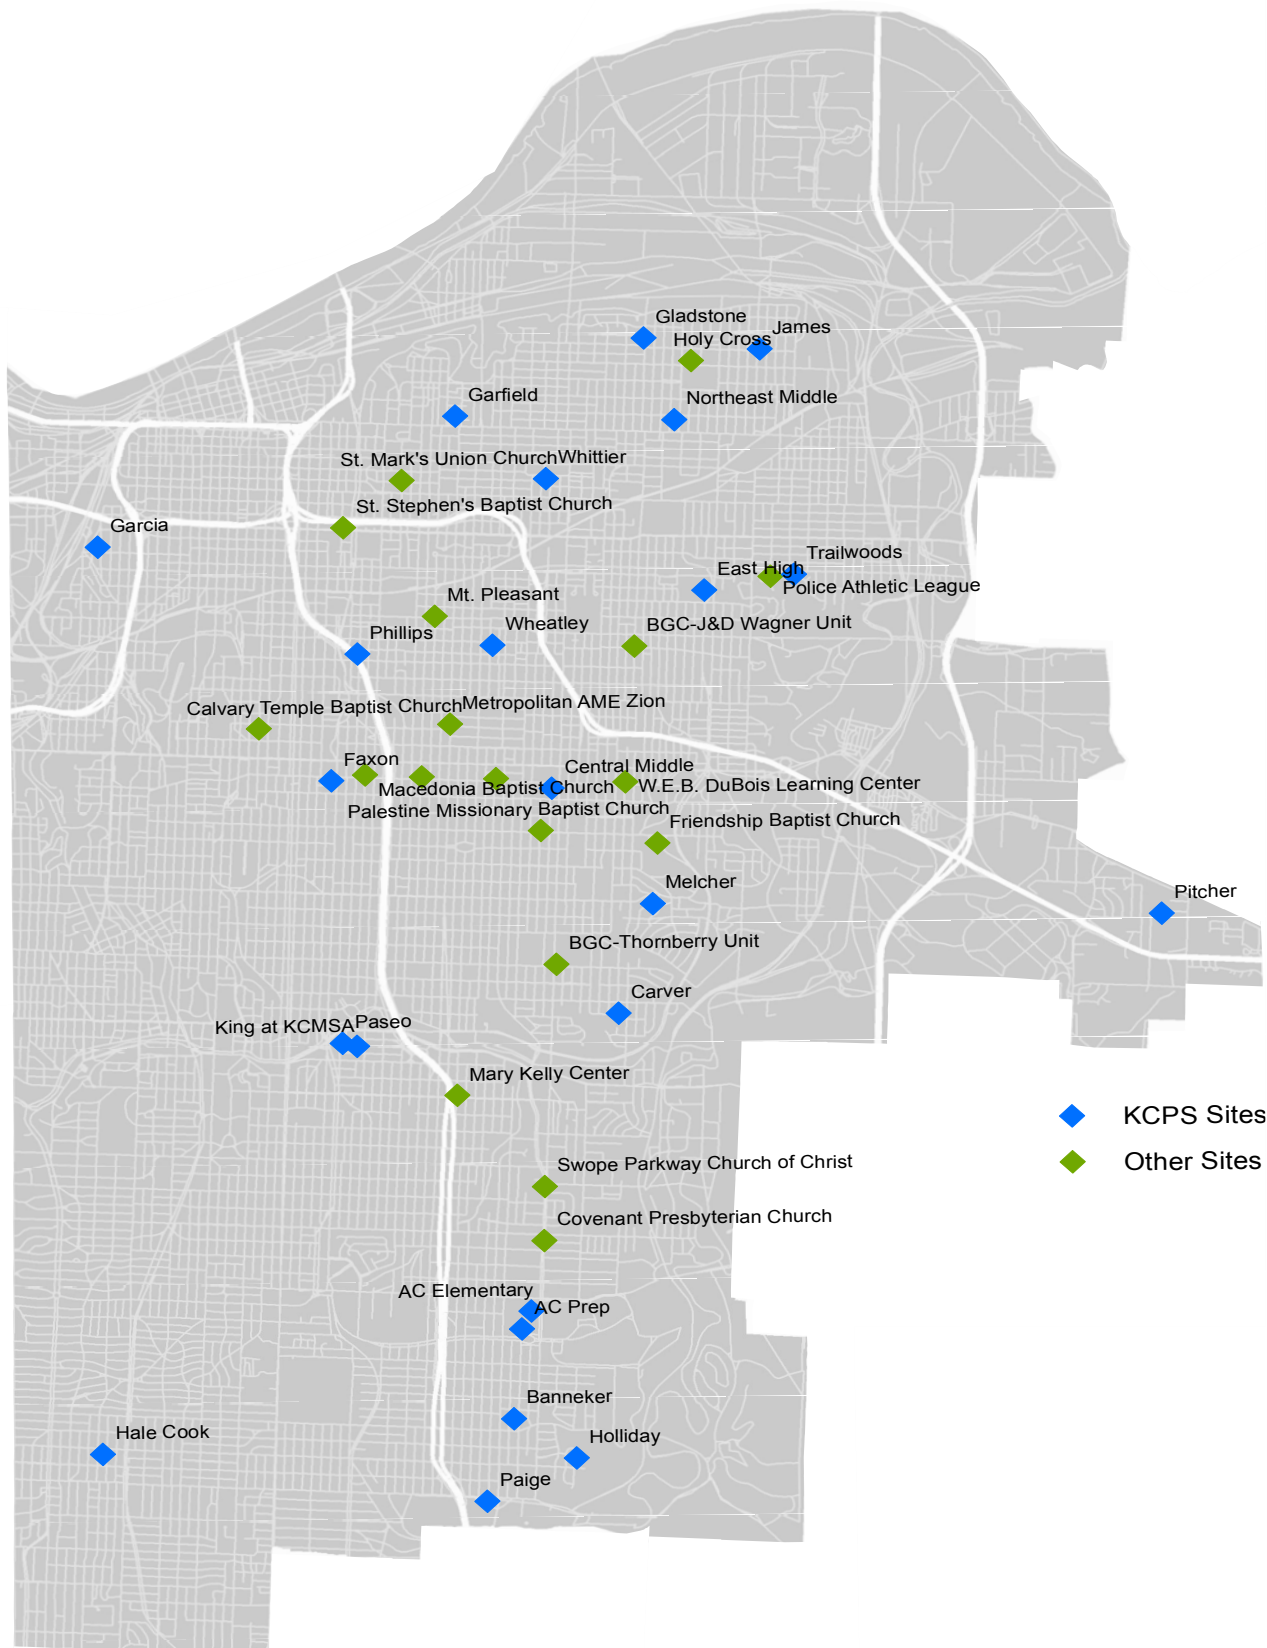 Gladstone
James
Holy Cross
Garfield
Northeast Middle
St. Mark's Union Church
Whittier
St. Stephen's Baptist Church
Garcia
Trailwoods
East High
Police Athletic League
Mt. Pleasant
Wheatley
BGC-J&D Wagner Unit
Phillips
Calvary Temple Baptist Church
Metropolitan AME Zion
Faxon
Central Middle
Macedonia Baptist Church
W.E.B. DuBois Learning Center
Palestine Missionary Baptist Church
Friendship Baptist Church
Melcher
Pitcher
BGC-Thornberry Unit
Carver
King at KCMSA
Paseo
Mary Kelly Center
KCPS Sites
Other Sites
Swope Parkway Church of Christ
Covenant Presbyterian Church
AC Elementary
AC Prep
Banneker
Hale Cook
Holliday
Paige